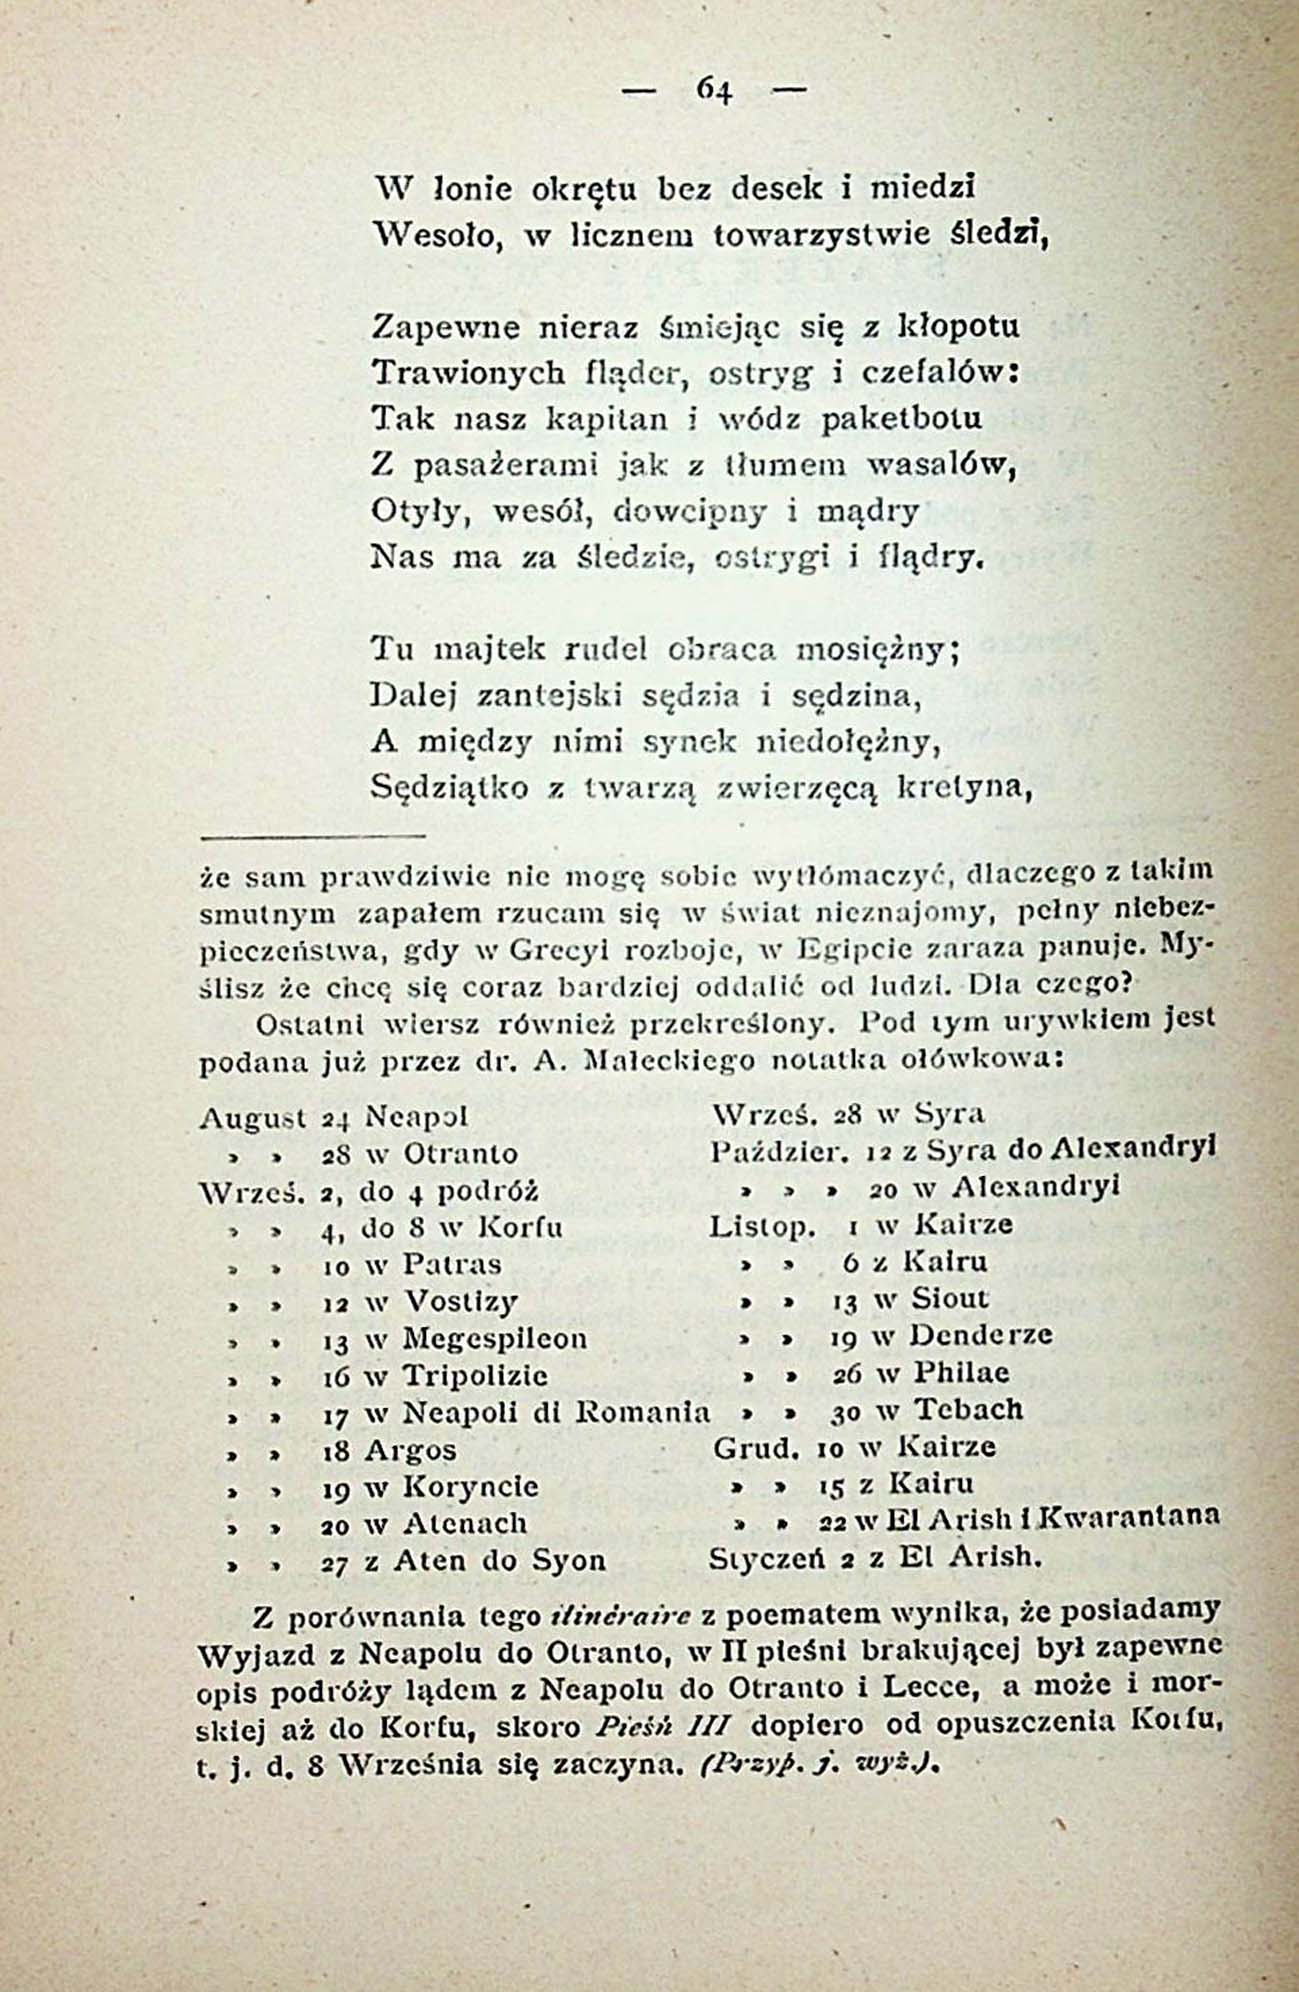 — 64 —
W łonie okrętu bez desek i miedzi
Wesoło, w licznem towarzystwie śledzi,
Zapewne nieraz śmiejąc się z kłopotu
Trawionych fląder, ostryg i czefalów:
Tak nasz kapitan i wódz paketbotu
Z pasażerami jak z tłumem wasalów,
Otyły, wesół, dowcipny i mądry
Nas ma za śledzie, ostrygi i flądry.
Tu majtek rudel obraca mosiężny;
Dalej zantejski sędzia i sędzina,
A między nimi synek niedołężny,
Sędziątko z twarzą zwierzęcą kretyna,
że sam prawdziwie nie mogę sobie wytłómaczyć, dlaczego z takim
smutnym zapałem rzucam się w świat nieznajomy, pełny niebez-
pieczeństwa, gdy w Grecyi rozboje, w Egipcie zaraza panuje. My-
ślisz że chcę się coraz bardziej oddalić od ludzi. Dla czego?
Ostatni wiersz również przekreślony. Pod tym urywkiem jest
podana już przez dr. A. Małeckiego notatka ołówkowa:
August 24 Neapol
» » 28 w Otranto
Wrześ. 2, do 4 podróż
» » 4, do 8 w Korfu
» » 10 w Patras
» » 12 w Vostizy
» » 13 w Megespileon
» » 16 w Tripolizie
» » 17 w Neapoli di Romania
» » 18 Argos
» » 19 w Koryncie
» » 20 w Atenach
» » 27 z Aten do Syon
Wrześ. 28 w Syra
Paździer. 12 z Syra do Alexandryi
» » » 20 w Alexandryi
Listop. 1 w Kairze
» » 6 z Kairu
» » 13 w Siout
» » 19 w Denderze
» » 26 w Philae
» » 30 w Tebach
Grud. 10 w Kairze
» » 15 z Kairu
» » 22 w El Arish i Kwarantana
Styczeń 2 z El Arish.
Z porównania tego itinéraire z poematem wynika, że posiadamy
Wyjazd z Neapolu do Otranto, w II pieśni brakującej był zapewne
opis podróży lądem z Neapolu do Otranto i Lecce, a może i mor-
skiej aż do Korfu, skoro Pieśń III dopiero od opuszczenia Korfu,
t. j. d. 8 Września się zaczyna. (Przyp. j. wyż.).